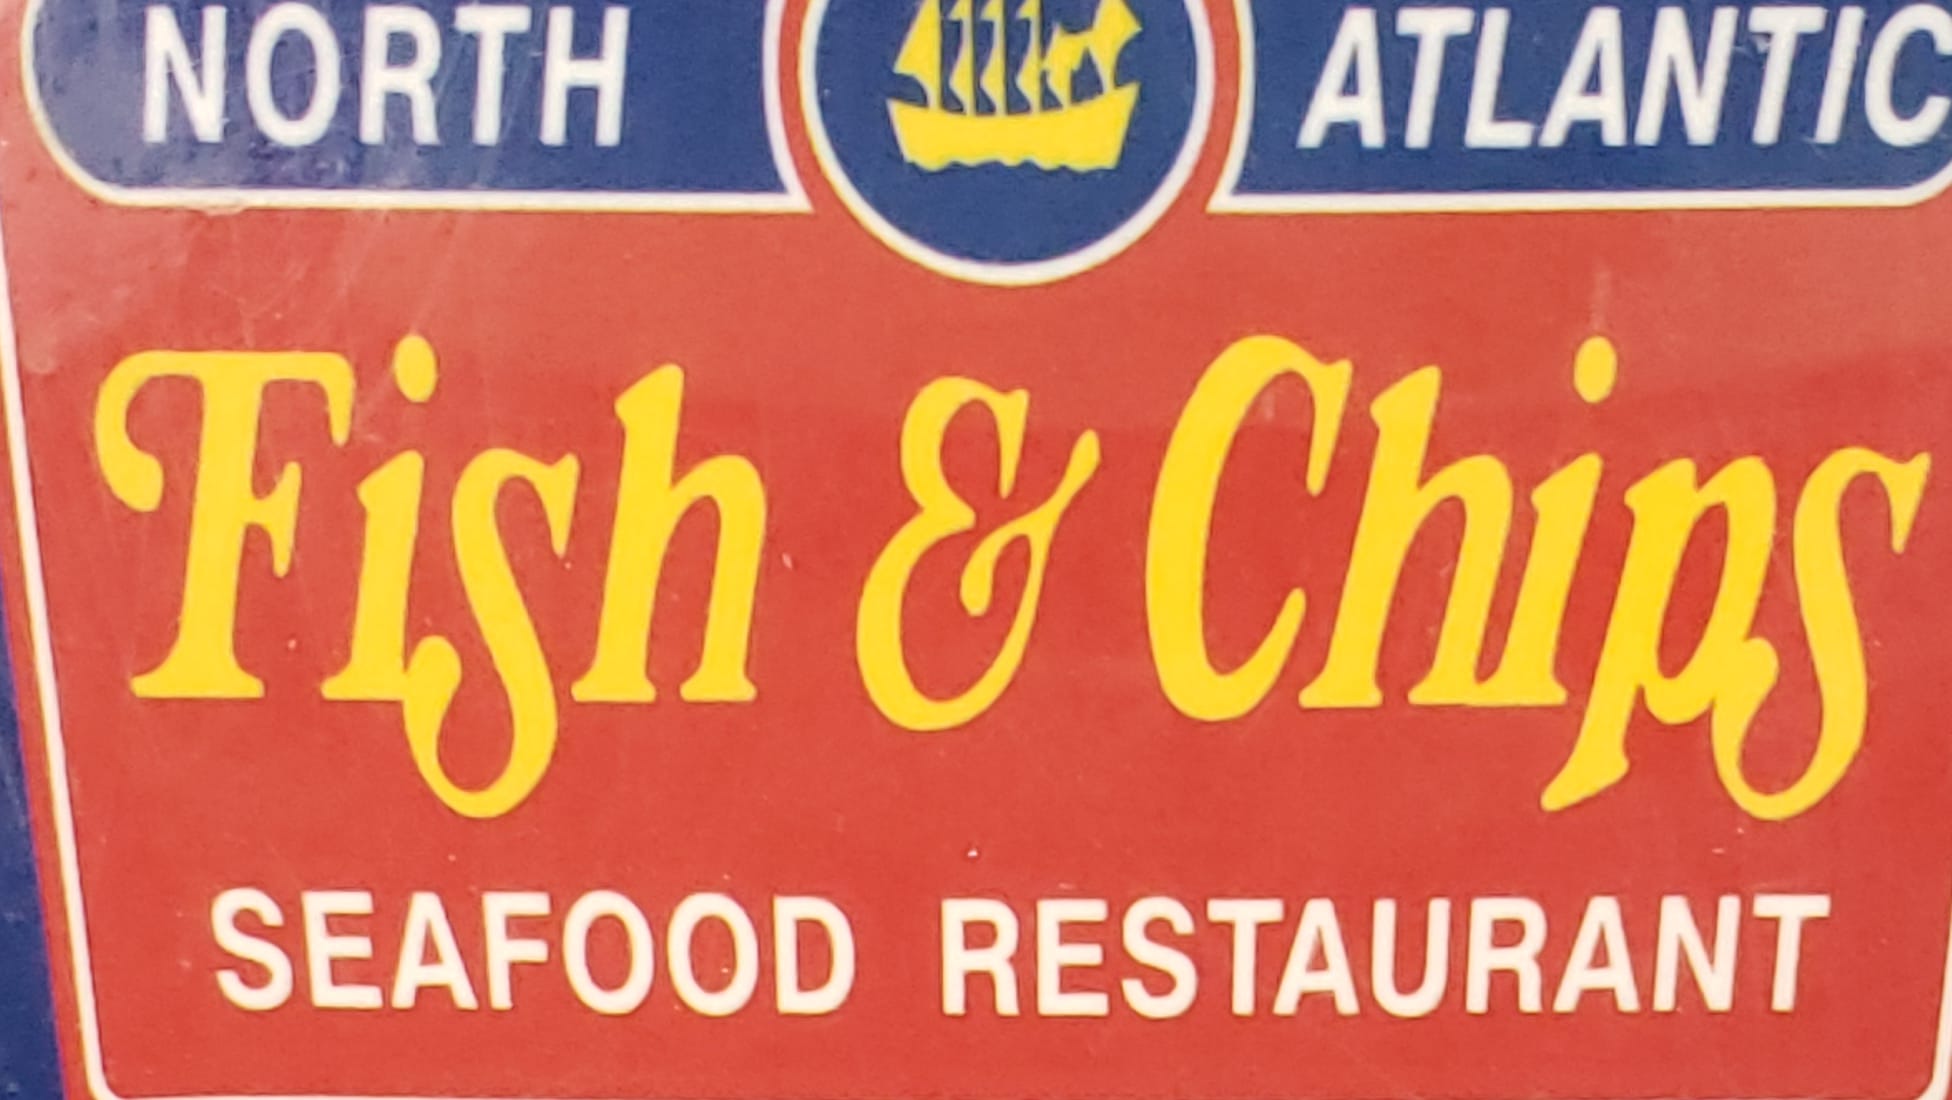 NORTH ATLANTIC
Fish & Chips
SEAFOOD RESTAURANT